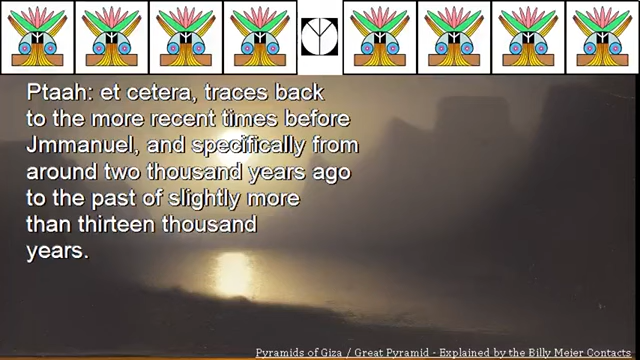 Ptaah: et cetera, traces back
to the more recent times before
Jmmanuel, and specifically from
around two thousand years ago
to the past of slightly more
than thirteen thousand
years.
Pyramids of Giza / Great Pyramid - Explained by the Billy Meier Contacts